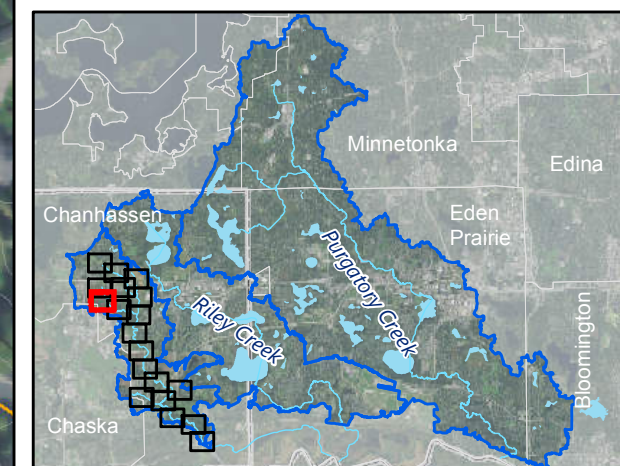 Minnetonka
Edina
Chanhassen
Eden
Prairie
Purgatory Creek
Riley Creek
Bloomington
Chaska